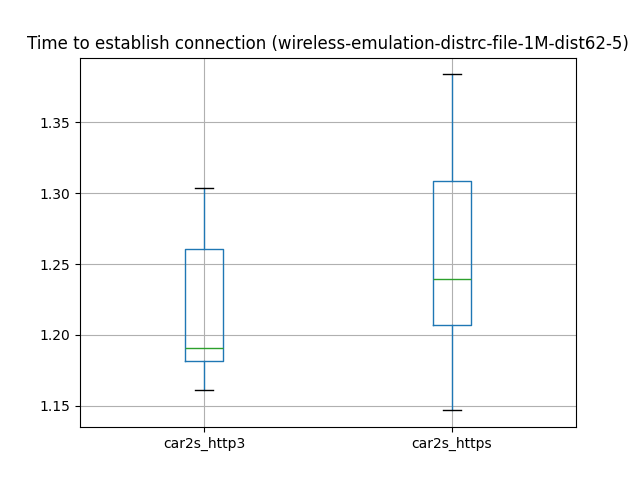 Time to establish connection (wireless-emulation-distrc-file-1M-dist62-5)
1.35
1.30
1.25
1.20
1.15
car2s_http3 car2s_https